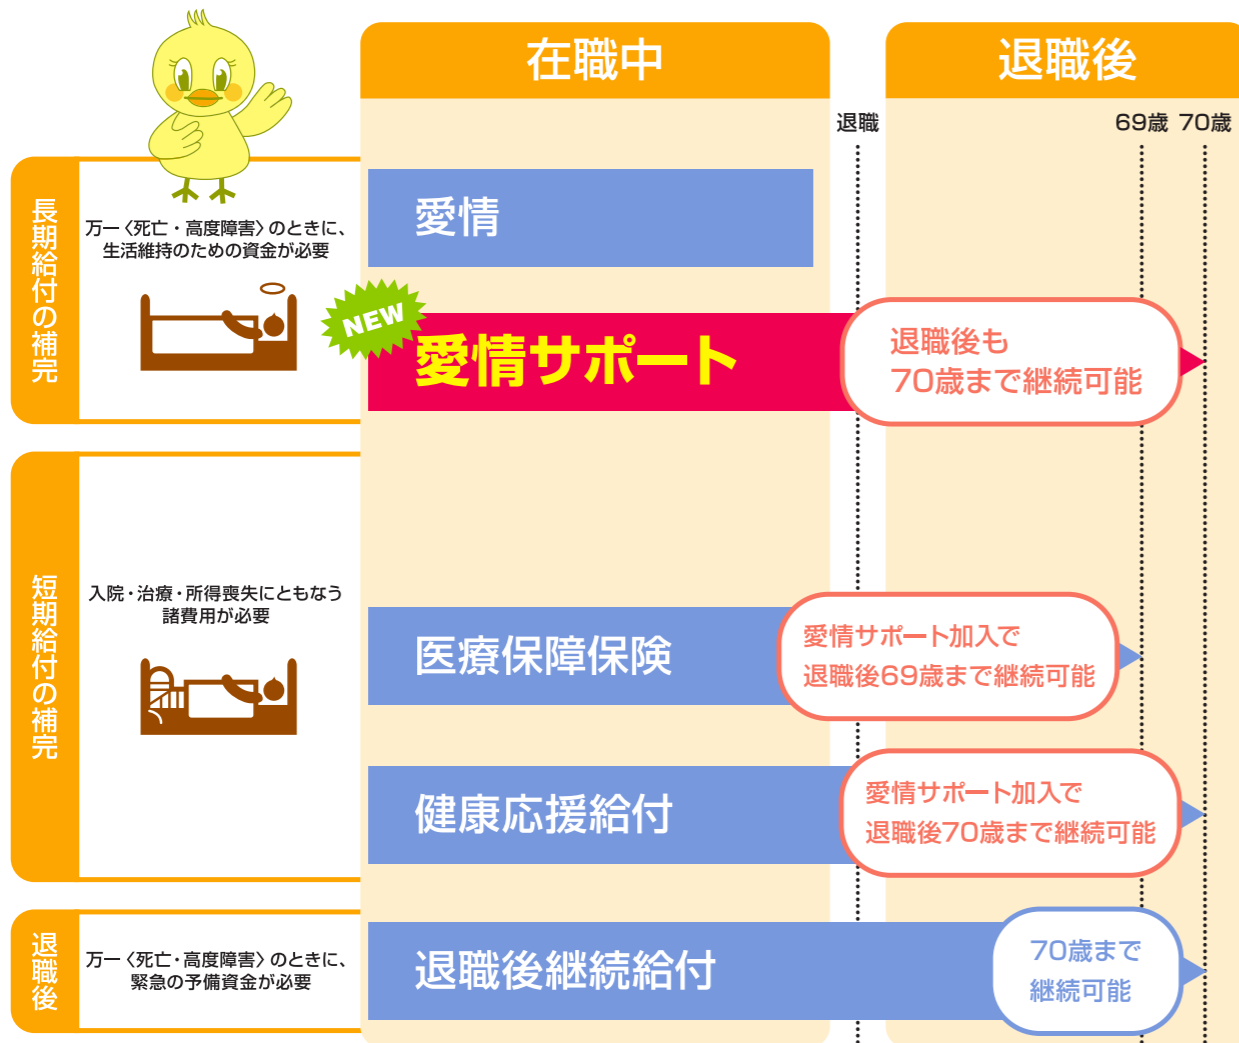 在職中
退職後
退職
69歳 70歳
長期給付の補完
万一〈死亡・高度障害〉のときに、
生活維持のための資金が必要
愛情
NEW
愛情サポート
退職後も
70歳まで継続可能
短期給付の補完
入院・治療・所得喪失にともなう
諸費用が必要
医療保障保険
愛情サポート加入で
退職後69歳まで継続可能
健康応援給付
愛情サポート加入で
退職後70歳まで継続可能
退職後
万一〈死亡・高度障害〉のときに、
緊急の予備資金が必要
退職後継続給付
70歳まで
継続可能